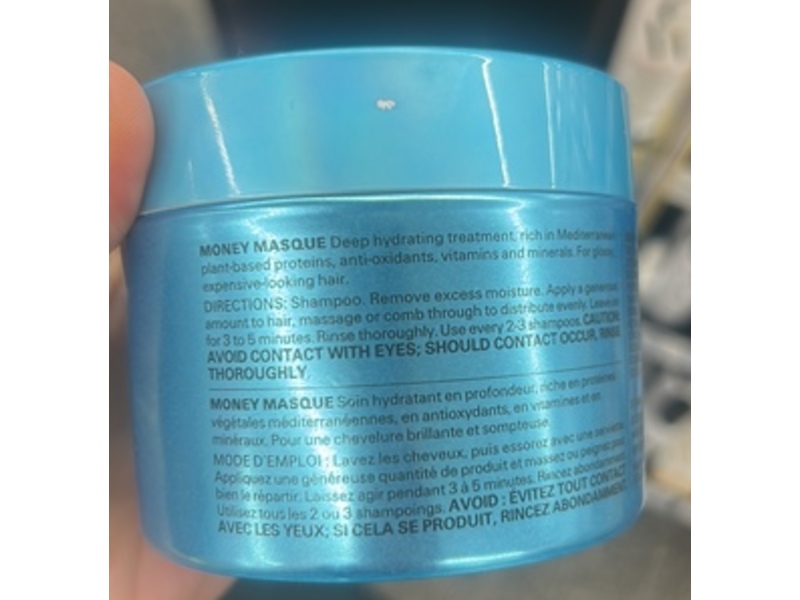 MONEY MASQUE Deep hydrating treatment, rich in Mediterranean
plant-based proteins, anti-oxidants, vitamins and minerals. For glossy,
expensive-looking hair.
DIRECTIONS: Shampoo. Remove excess moisture. Apply a generous
amount to hair, massage or comb through to distribute evenly. Leave on
for 3 to 5 minutes. Rinse thoroughly. Use every 2-3 shampoos. CAUTION:
AVOID CONTACT WITH EYES; SHOULD CONTACT OCCUR, RINSE
THOROUGHLY.
MONEY MASQUE Soin hydratant en profondeur, riche en protéines
végétales méditerranéennes, en antioxydants, en vitamines et en
minéraux. Pour une chevelure brillante et sompteuse.
MODE D'EMPLOI : Lavez les cheveux, puis essorez avec une serviette.
Appliquez une généreuse quantité de produit et massez ou peignez pour
bien le répartir. Laissez agir pendant 3 à 5 minutes. Rincez abondamment.
Utilisez tous les 2 ou 3 shampoings. AVOID : ÉVITEZ TOUT CONTACT
AVEC LES YEUX; SI CELA SE PRODUIT, RINCEZ ABONDAMMENT.